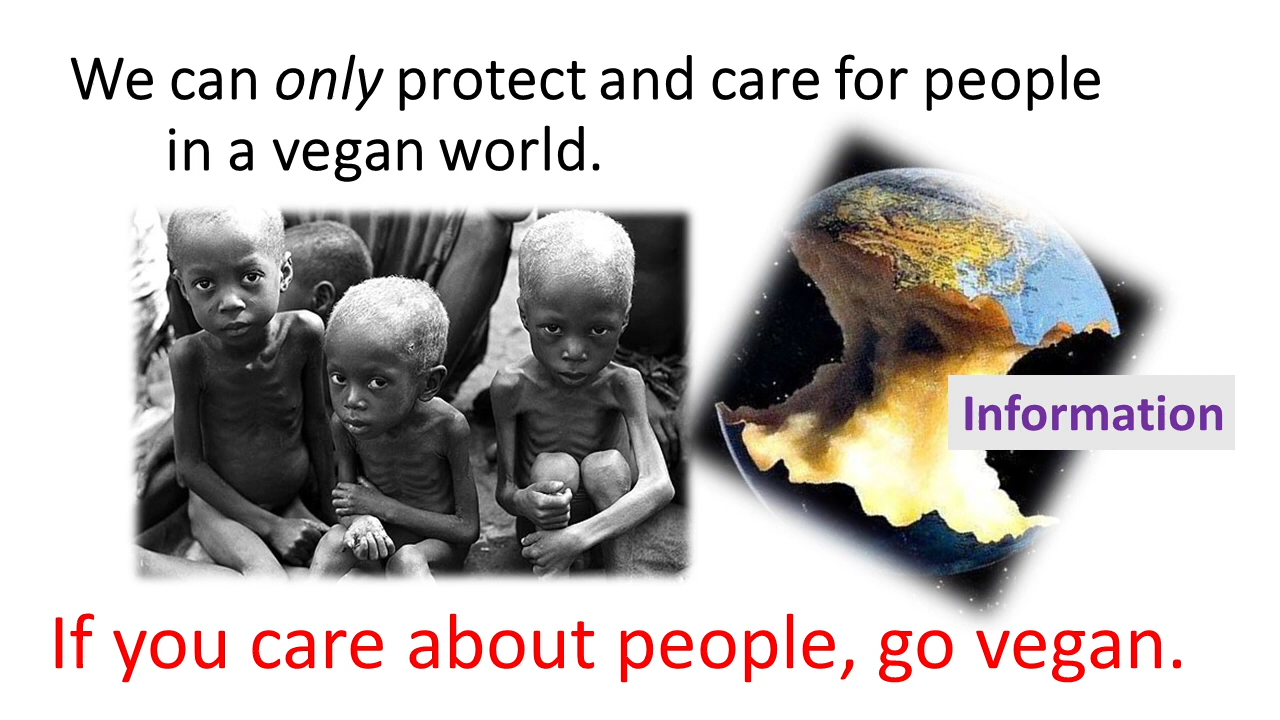 We can only protect and care for people
in a vegan world.
Information
If you care about people, go vegan.